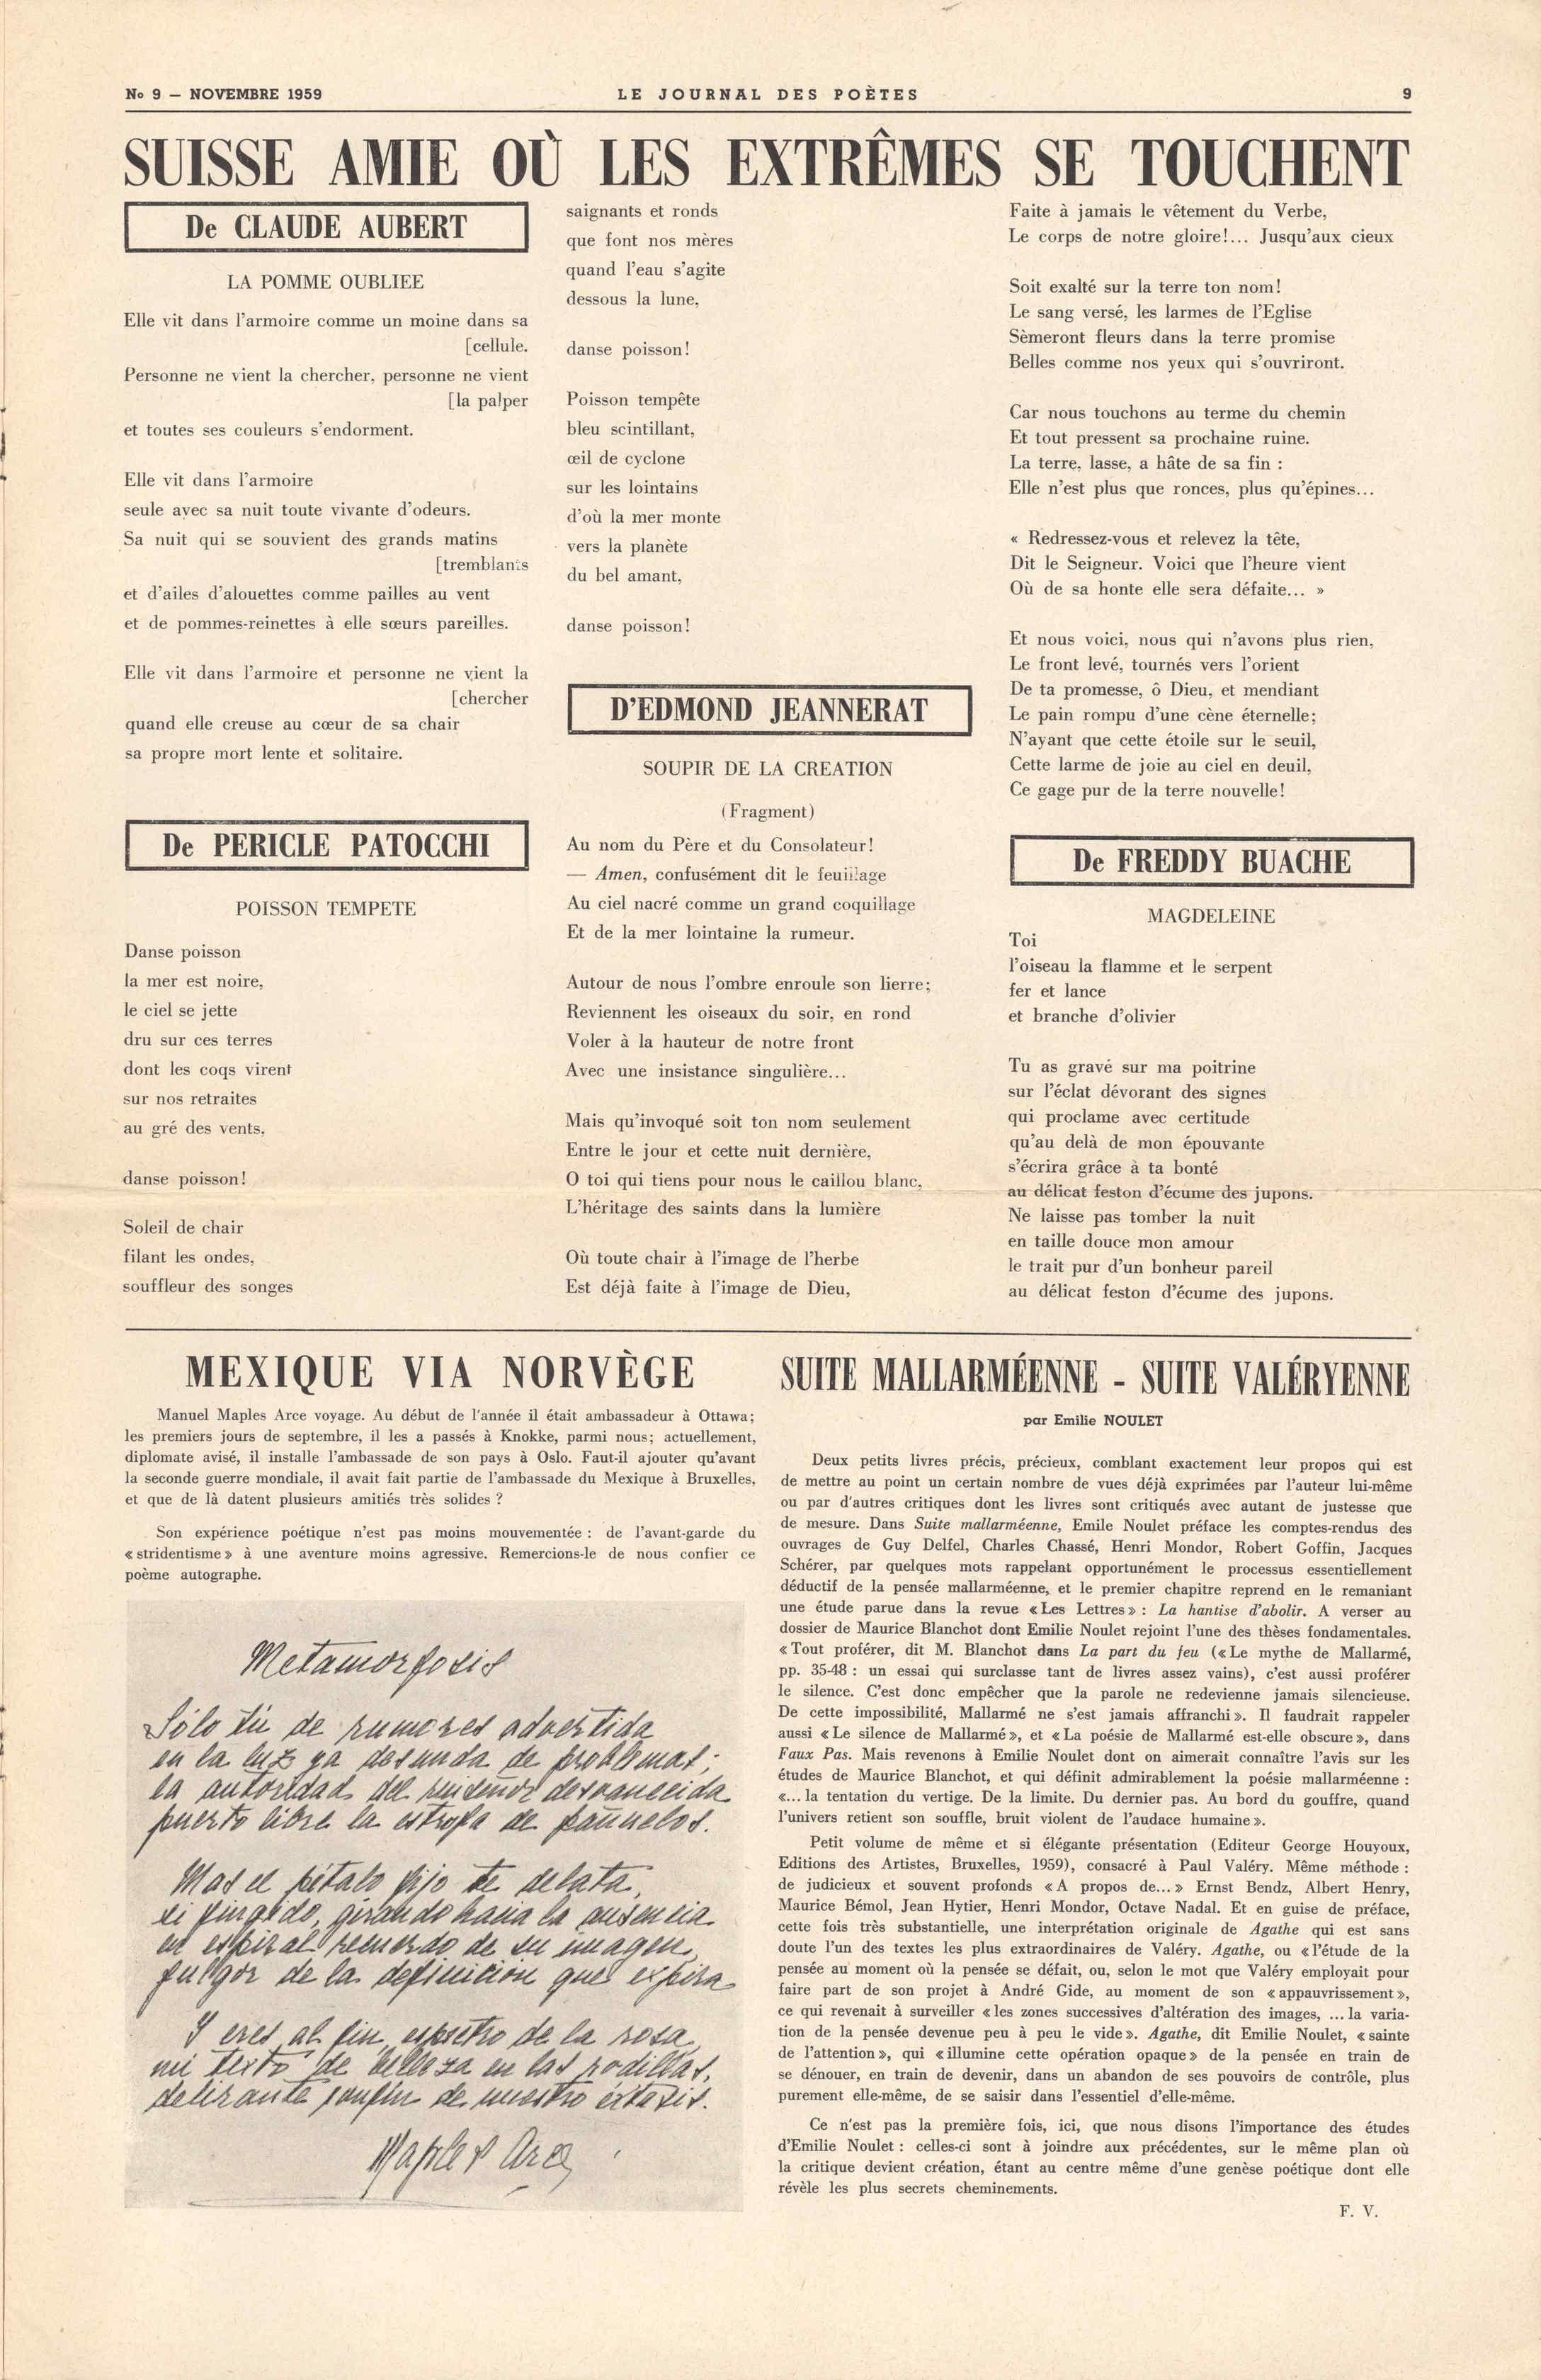 No 9 — NOVEMBRE 1959
LE JOURNAL DES POÈTES
9
SUISSE AMIE OÙ LES EXTRÊMES SE TOUCHENT
De CLAUDE AUBERT
LA POMME OUBLIEE
Elle vit dans l'armoire comme un moine dans sa
[cellule.
Personne ne vient la chercher, personne ne vient
[la palper
et toutes ses couleurs s'endorment.
Elle vit dans l'armoire
seule avec sa nuit toute vivante d'odeurs.
Sa nuit qui se souvient des grands matins
[tremblants
et d'ailes d'alouettes comme pailles au vent
et de pommes-reinettes à elle sœurs pareilles.
Elle vit dans l'armoire et personne ne vient la
[chercher
quand elle creuse au cœur de sa chair
sa propre mort lente et solitaire.
De PERICLE PATOCCHI
POISSON TEMPETE
Danse poisson
la mer est noire,
le ciel se jette
dru sur ces terres
dont les coqs virent
sur nos retraites
au gré des vents,
danse poisson!
Soleil de chair
filant les ondes,
souffleur des songes
saignants et ronds
que font nos mères
quand l'eau s'agite
dessous la lune,
danse poisson!
Poisson tempête
bleu scintillant,
œil de cyclone
sur les lointains
d'où la mer monte
vers la planète
du bel amant,
danse poisson!
D'EDMOND JEANNERAT
SOUPIR DE LA CREATION
(Fragment)
Au nom du Père et du Consolateur!
— Amen, confusément dit le feuillage
Au ciel nacré comme un grand coquillage
Et de la mer lointaine la rumeur.
Autour de nous l'ombre enroule son lierre;
Reviennent les oiseaux du soir, en rond
Voler à la hauteur de notre front
Avec une insistance singulière...
Mais qu'invoqué soit ton nom seulement
Entre le jour et cette nuit dernière,
O toi qui tiens pour nous le caillou blanc,
L'héritage des saints dans la lumière
Où toute chair à l'image de l'herbe
Est déjà faite à l'image de Dieu,
Faite à jamais le vêtement du Verbe,
Le corps de notre gloire!... Jusqu'aux cieux
Soit exalté sur la terre ton nom!
Le sang versé, les larmes de l'Eglise
Sèmeront fleurs dans la terre promise
Belles comme nos yeux qui s'ouvriront.
Car nous touchons au terme du chemin
Et tout pressent sa prochaine ruine.
La terre, lasse, a hâte de sa fin :
Elle n'est plus que ronces, plus qu'épines...
« Redressez-vous et relevez la tête,
Dit le Seigneur. Voici que l'heure vient
Où de sa honte elle sera défaite... »
Et nous voici, nous qui n'avons plus rien,
Le front levé, tournés vers l'orient
De ta promesse, ô Dieu, et mendiant
Le pain rompu d'une cène éternelle;
N'ayant que cette étoile sur le seuil,
Cette larme de joie au ciel en deuil,
Ce gage pur de la terre nouvelle!
De FREDDY BUACHE
MAGDELEINE
Toi
l'oiseau la flamme et le serpent
fer et lance
et branche d'olivier
Tu as gravé sur ma poitrine
sur l'éclat dévorant des signes
qui proclame avec certitude
qu'au delà de mon épouvante
s'écrira grâce à ta bonté
au délicat feston d'écume des jupons.
Ne laisse pas tomber la nuit
en taille douce mon amour
le trait pur d'un bonheur pareil
au délicat feston d'écume des jupons.
MEXIQUE VIA NORVÈGE
Manuel Maples Arce voyage. Au début de l'année il était ambassadeur à Ottawa;
les premiers jours de septembre, il les a passés à Knokke, parmi nous; actuellement,
diplomate avisé, il installe l'ambassade de son pays à Oslo. Faut-il ajouter qu'avant
la seconde guerre mondiale, il avait fait partie de l'ambassade du Mexique à Bruxelles,
et que de là datent plusieurs amitiés très solides ?
Son expérience poétique n'est pas moins mouvementée : de l'avant-garde du
« stridentisme » à une aventure moins agressive. Remercions-le de nous confier ce
poème autographe.
Metamorfosis
Sólo tú de rumores advertida
en la luz ya desnuda de problemas;
la autoridad del ruiseñor desvanecida
puerto libre la estrofa de pañuelos.
Mas el pétalo fijo te delata,
si fingido, girando hacia la ausencia
en espiral recuerdo de su imagen,
fulgor de la definición que expira
Y eres al fin, espectro de la rosa,
mi texto de belleza en las rodillas,
delirante confín de nuestro éxtasis.
Maples Arce
SUITE MALLARMÉENNE - SUITE VALÉRYENNE
par Emilie NOULET
Deux petits livres précis, précieux, comblant exactement leur propos qui est
de mettre au point un certain nombre de vues déjà exprimées par l'auteur lui-même
ou par d'autres critiques dont les livres sont critiqués avec autant de justesse que
de mesure. Dans Suite mallarméenne, Emile Noulet préface les comptes-rendus des
ouvrages de Guy Delfel, Charles Chassé, Henri Mondor, Robert Goffin, Jacques
Schérer, par quelques mots rappelant opportunément le processus essentiellement
déductif de la pensée mallarméenne, et le premier chapitre reprend en le remaniant
une étude parue dans la revue « Les Lettres » : La hantise d'abolir. A verser au
dossier de Maurice Blanchot dont Emilie Noulet rejoint l'une des thèses fondamentales.
« Tout proférer, dit M. Blanchot dans La part du feu (« Le mythe de Mallarmé,
pp. 35-48 : un essai qui surclasse tant de livres assez vains), c'est aussi proférer
le silence. C'est donc empêcher que la parole ne redevienne jamais silencieuse.
De cette impossibilité, Mallarmé ne s'est jamais affranchi ». Il faudrait rappeler
aussi « Le silence de Mallarmé », et « La poésie de Mallarmé est-elle obscure », dans
Faux Pas. Mais revenons à Emilie Noulet dont on aimerait connaître l'avis sur les
études de Maurice Blanchot, et qui définit admirablement la poésie mallarméenne :
«... la tentation du vertige. De la limite. Du dernier pas. Au bord du gouffre, quand
l'univers retient son souffle, bruit violent de l'audace humaine ».
Petit volume de même et si élégante présentation (Editeur George Houyoux,
Editions des Artistes, Bruxelles, 1959), consacré à Paul Valéry. Même méthode :
de judicieux et souvent profonds « A propos de... » Ernst Bendz, Albert Henry,
Maurice Bémol, Jean Hytier, Henri Mondor, Octave Nadal. Et en guise de préface,
cette fois très substantielle, une interprétation originale de Agathe qui est sans
doute l'un des textes les plus extraordinaires de Valéry. Agathe, ou « l'étude de la
pensée au moment où la pensée se défait, ou, selon le mot que Valéry employait pour
faire part de son projet à André Gide, au moment de son « appauvrissement »,
ce qui revenait à surveiller « les zones successives d'altération des images, ... la varia-
tion de la pensée devenue peu à peu le vide ». Agathe, dit Emilie Noulet, « sainte
de l'attention », qui « illumine cette opération opaque » de la pensée en train de
se dénouer, en train de devenir, dans un abandon de ses pouvoirs de contrôle, plus
purement elle-même, de se saisir dans l'essentiel d'elle-même.
Ce n'est pas la première fois, ici, que nous disons l'importance des études
d'Emilie Noulet : celles-ci sont à joindre aux précédentes, sur le même plan où
la critique devient création, étant au centre même d'une genèse poétique dont elle
révèle les plus secrets cheminements.
F. V.